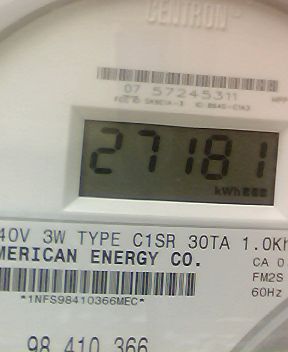 CENTRON®
07 57245311
27181
kWh
40V 3W TYPE C1SR 30TA 1.0Kh
MERICAN ENERGY CO.
CA 0
FM2S
60Hz
*1NFS98410366MEC*
98 410 366